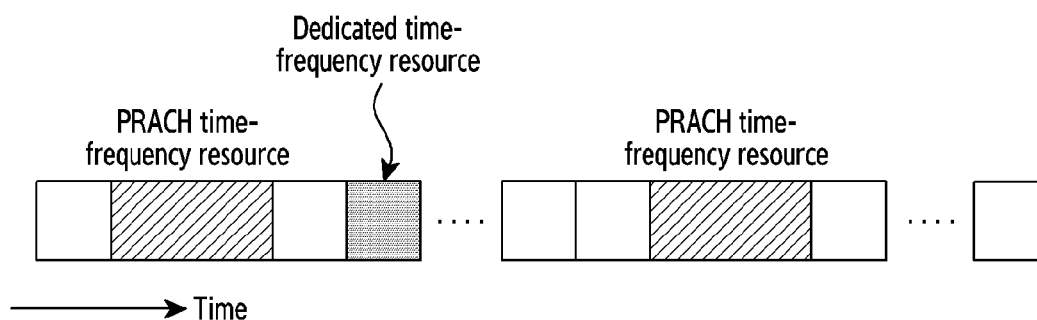 Dedicated time-
frequency resource
PRACH time-
frequency resource
PRACH time-
frequency resource
. . . .
. . . .
Time